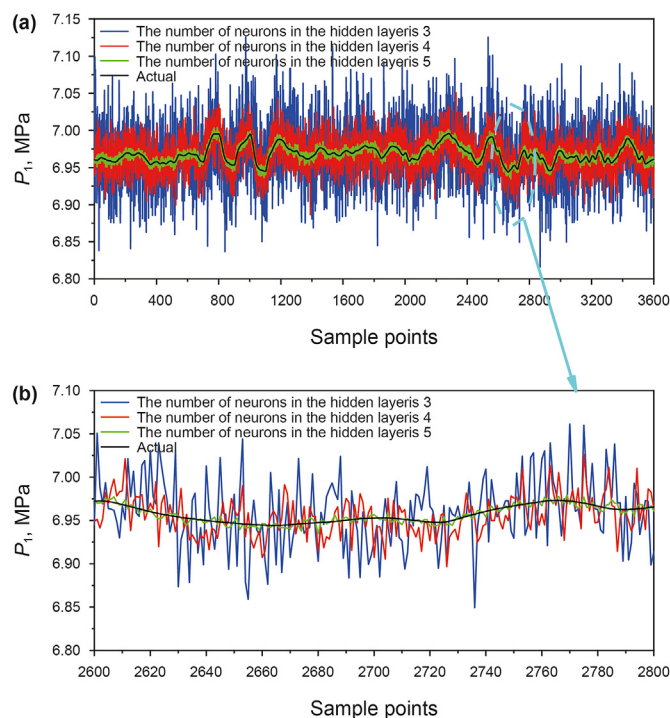 (a)
7.15
7.10
7.05
7.00
6.95
6.90
6.85
6.80
P1, MPa
The number of neurons in the hidden layeris 3
The number of neurons in the hidden layeris 4
The number of neurons in the hidden layeris 5
Actual
0 400 800 1200 1600 2000 2400 2800 3200 3600
Sample points
(b)
7.10
7.05
7.00
6.95
6.90
6.85
6.80
P1, MPa
The number of neurons in the hidden layeris 3
The number of neurons in the hidden layeris 4
The number of neurons in the hidden layeris 5
Actual
2600 2620 2640 2660 2680 2700 2720 2740 2760 2780 2800
Sample points